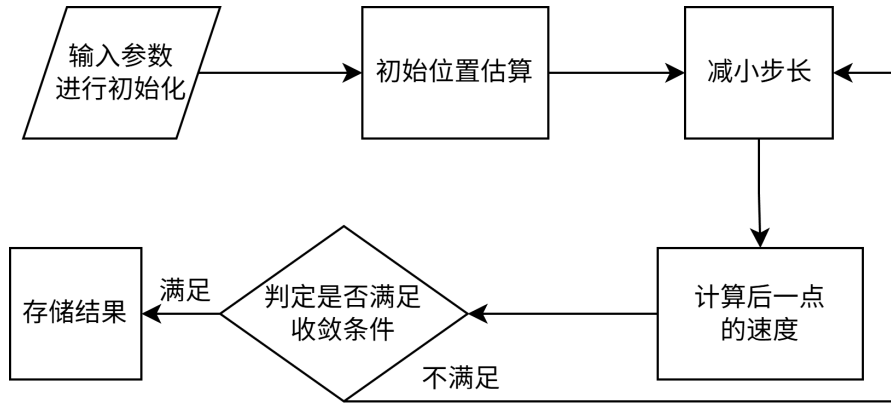 输入参数
进行初始化
初始位置估算
减小步长
存储结果
满足
判定是否满足
收敛条件
计算后一点
的速度
不满足